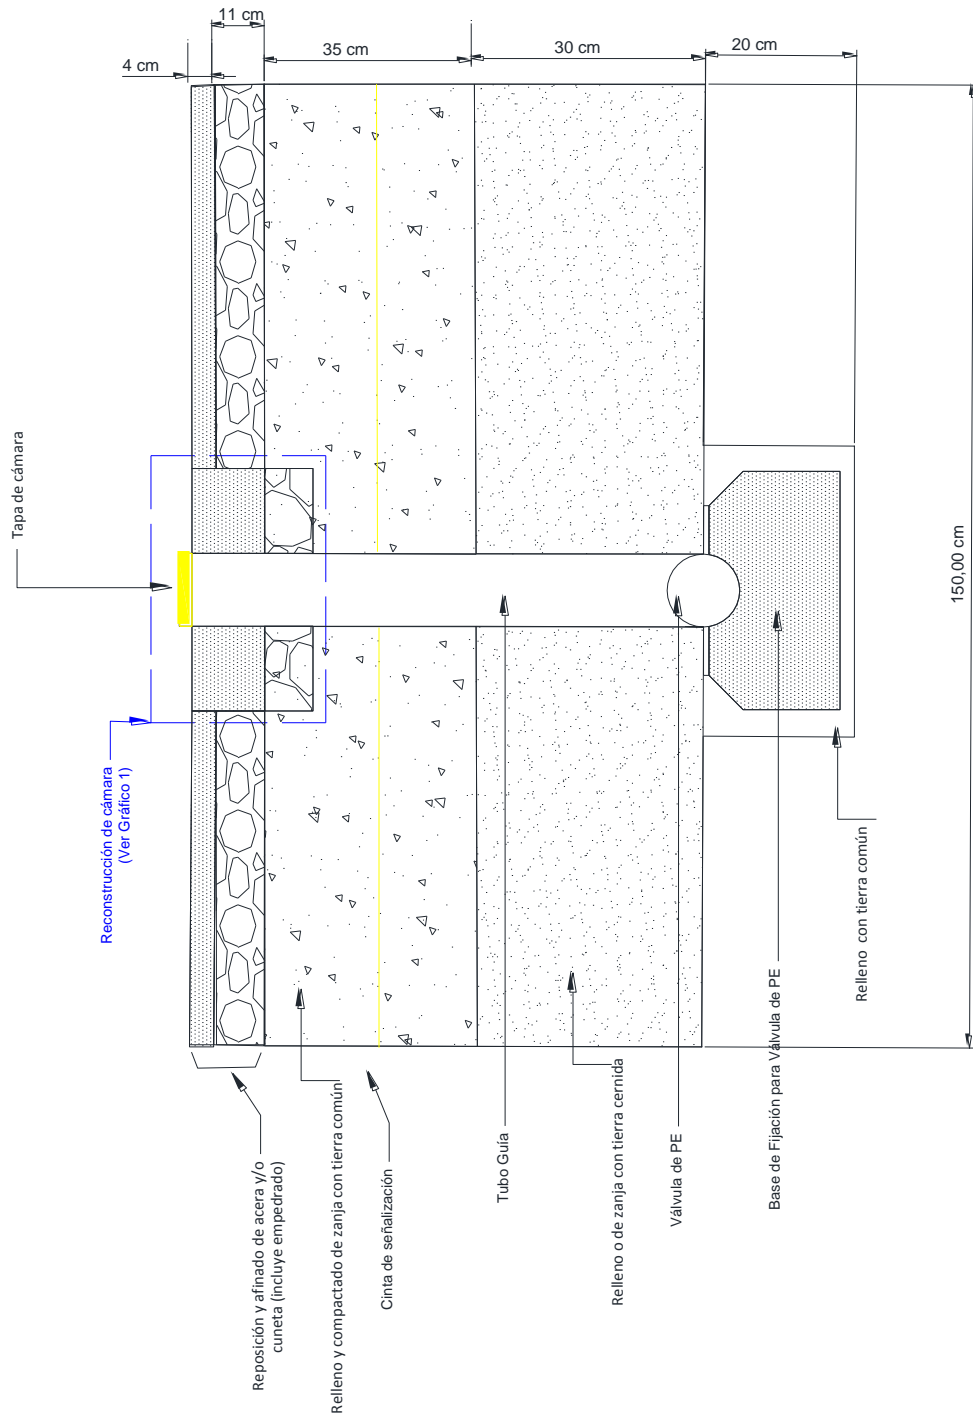 11 cm
35 cm
30 cm
20 cm
4 cm
Tapa de cámara
150,00 cm
Reconstrucción de cámara
(Ver Gráfico 1)
Relleno con tierra común
Base de Fijación para Válvula de PE
Reposición y afinado de acera y/o
cuneta (incluye empedrado)
Relleno y compactado de zanja con tierra común
Cinta de señalización
Tubo Guía
Relleno o de zanja con tierra cernida
Válvula de PE